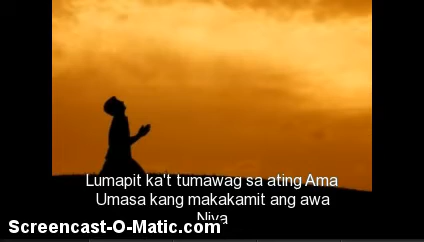 Lumapit ka't tumawag sa ating Ama
Umasa kang makakamit ang awa
Niya
Screencast-O-Matic.com